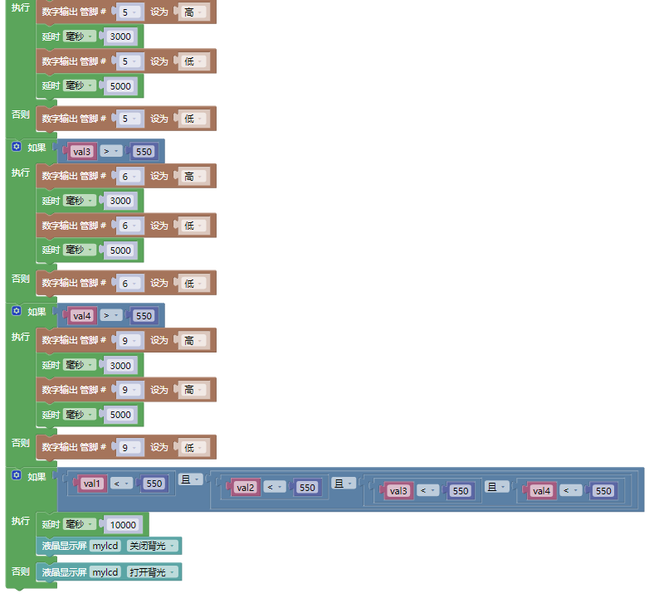 执行 数字输出 管脚 # 5 设为 高
延时 毫秒 3000
数字输出 管脚 # 5 设为 低
延时 毫秒 5000
否则 数字输出 管脚 # 5 设为 低
如果 val3 > 550
执行 数字输出 管脚 # 6 设为 高
延时 毫秒 3000
数字输出 管脚 # 6 设为 低
延时 毫秒 5000
否则 数字输出 管脚 # 6 设为 低
如果 val4 > 550
执行 数字输出 管脚 # 9 设为 高
延时 毫秒 3000
数字输出 管脚 # 9 设为 高
延时 毫秒 5000
否则 数字输出 管脚 # 9 设为 低
如果 val1 < 550 且 val2 < 550 且 val3 < 550 且 val4 < 550
执行 延时 毫秒 10000
液晶显示屏 mylcd 关闭背光
否则 液晶显示屏 mylcd 打开背光